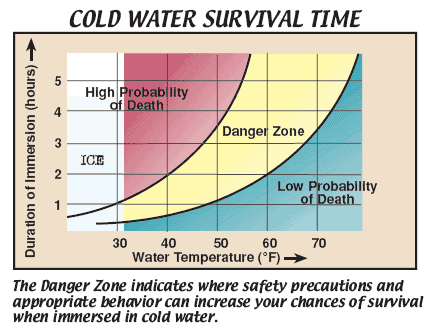 COLD WATER SURVIVAL TIME
Duration of Immersion (hours)
5
4
3
2
1
High Probability
of Death
Danger Zone
ICE
Low Probability
of Death
30 40 50 60 70
Water Temperature (°F)
The Danger Zone indicates where safety precautions and
appropriate behavior can increase your chances of survival
when immersed in cold water.